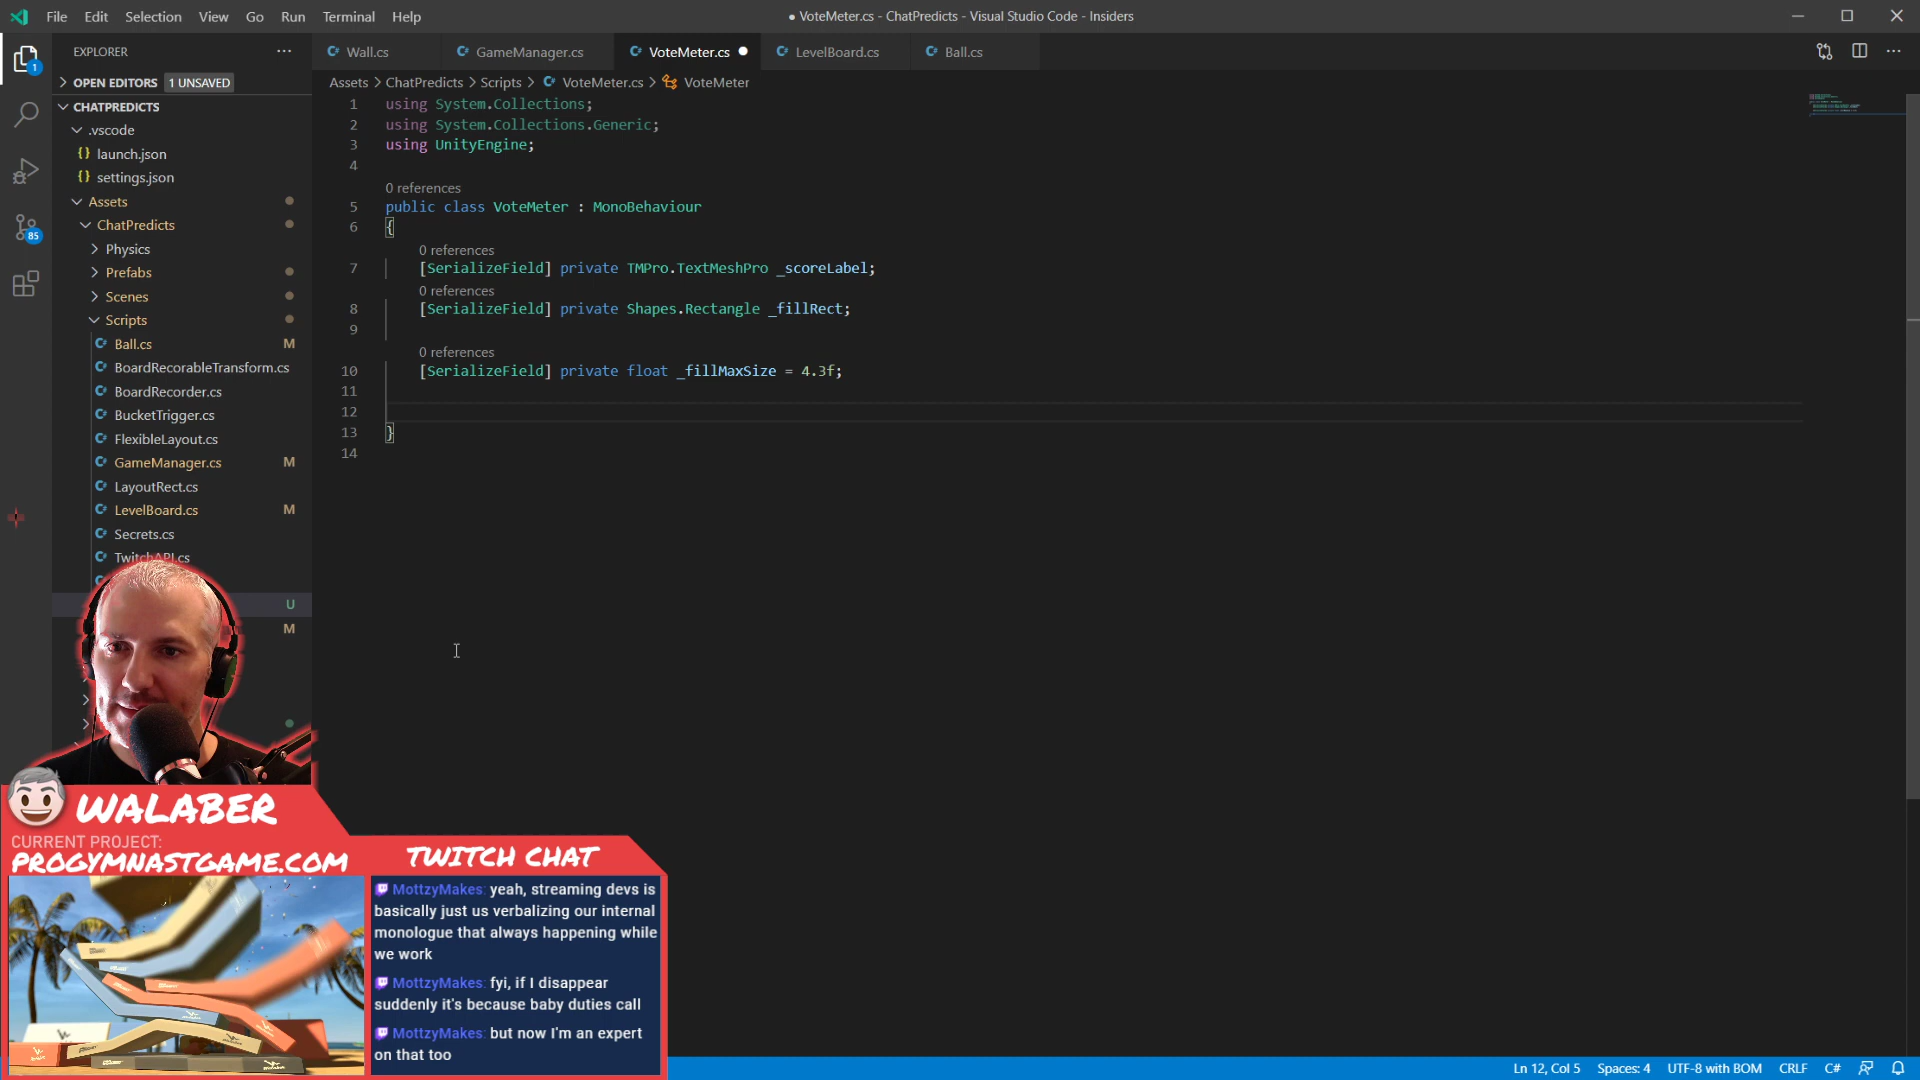 File Edit Selection View Go Run Terminal Help
● VoteMeter.cs - ChatPredicts - Visual Studio Code - Insiders
EXPLORER ···
Wall.cs
GameManager.cs
VoteMeter.cs
LevelBoard.cs
Ball.cs
OPEN EDITORS 1 UNSAVED
Assets > ChatPredicts > Scripts > VoteMeter.cs > VoteMeter
CHATPREDICTS
.vscode
launch.json
settings.json
Assets
ChatPredicts
Physics
Prefabs
Scenes
Scripts
Ball.cs M
BoardRecorableTransform.cs
BoardRecorder.cs
BucketTrigger.cs
FlexibleLayout.cs
GameManager.cs M
LayoutRect.cs
LevelBoard.cs M
Secrets.cs
TwitchAPI.cs
U
M
1
85
1 using System.Collections;
2 using System.Collections.Generic;
3 using UnityEngine;
4
0 references
5 public class VoteMeter : MonoBehaviour
6 {
0 references
7 [SerializeField] private TMPro.TextMeshPro _scoreLabel;
0 references
8 [SerializeField] private Shapes.Rectangle _fillRect;
9
0 references
10 [SerializeField] private float _fillMaxSize = 4.3f;
11
12
13 }
14
WALABER
CURRENT PROJECT:
PROGYMNASTGAME.COM
TWITCH CHAT
MottzyMakes: yeah, streaming devs is
basically just us verbalizing our internal
monologue that always happening while
we work
MottzyMakes: fyi, if I disappear
suddenly it's because baby duties call
MottzyMakes: but now I'm an expert
on that too
Ln 12, Col 5 Spaces: 4 UTF-8 with BOM CRLF C#